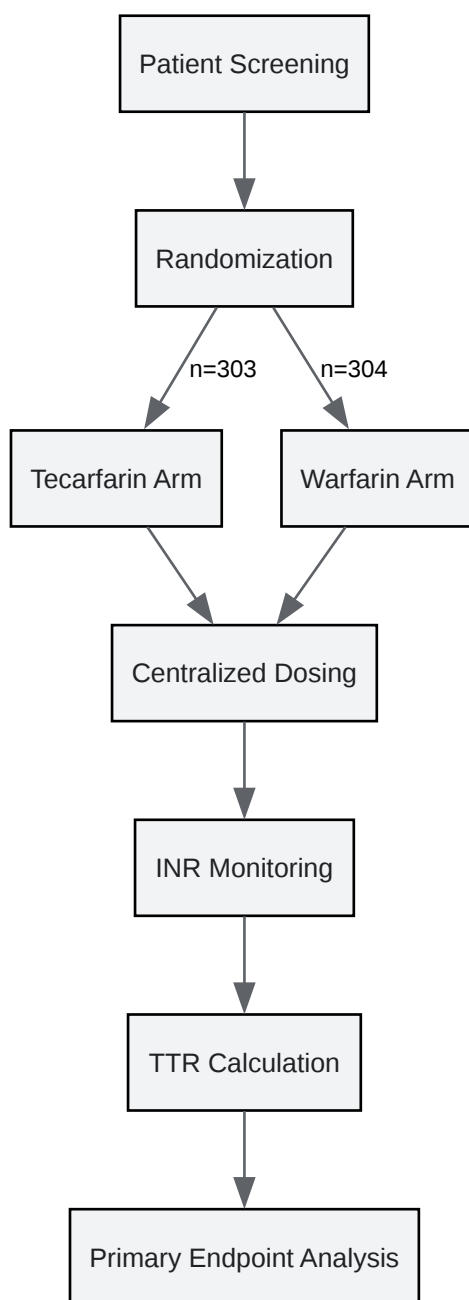 Patient Screening
Randomization
n=303
n=304
Tecarfarin Arm
Warfarin Arm
Centralized Dosing
INR Monitoring
TTR Calculation
Primary Endpoint Analysis